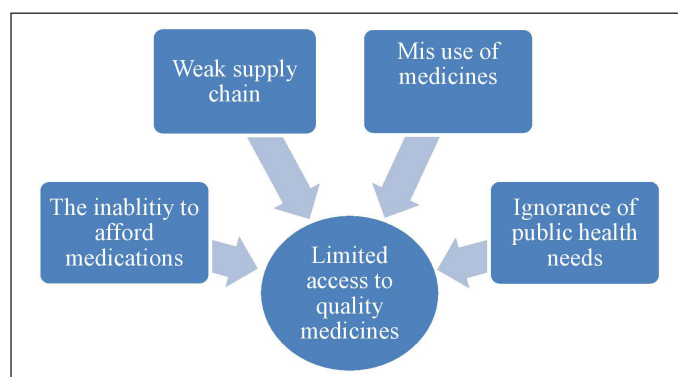 Weak supply
chain
Mis use of
medicines
The inablitiy to
afford
medications
Ignorance of
public health
needs
Limited
access to
quality
medicines